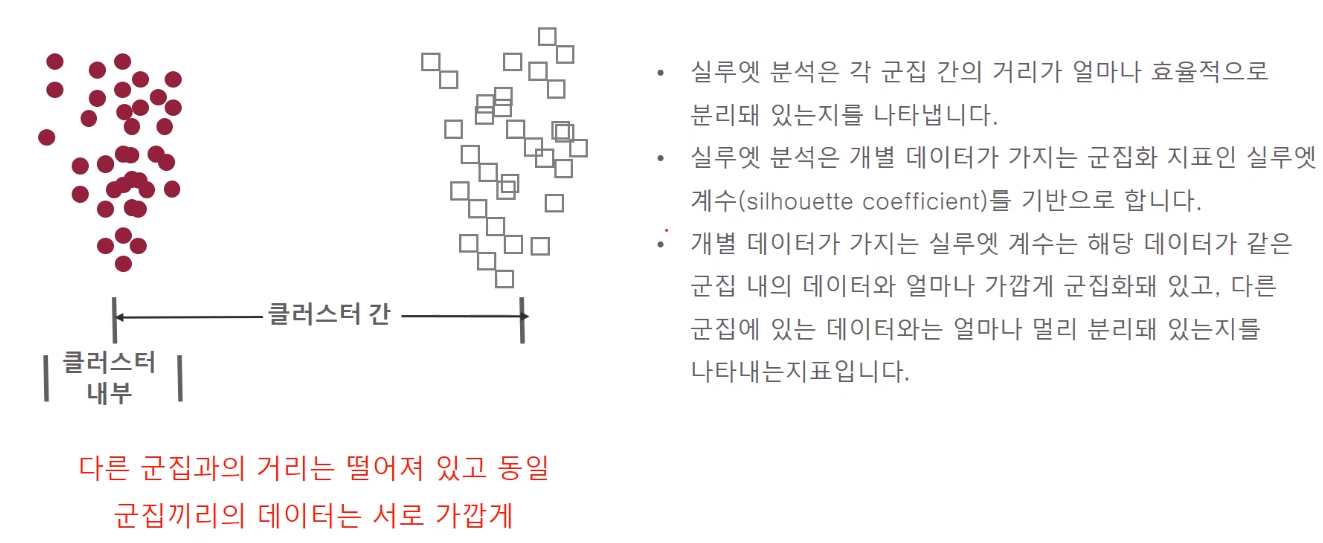 클러스터 간
클러스터
내부
다른 군집과의 거리는 떨어져 있고 동일
군집끼리의 데이터는 서로 가깝게
• 실루엣 분석은 각 군집 간의 거리가 얼마나 효율적으로
분리돼 있는지를 나타냅니다.
• 실루엣 분석은 개별 데이터가 가지는 군집화 지표인 실루엣
계수(silhouette coefficient)를 기반으로 합니다.
• 개별 데이터가 가지는 실루엣 계수는 해당 데이터가 같은
군집 내의 데이터와 얼마나 가깝게 군집화돼 있고, 다른
군집에 있는 데이터와는 얼마나 멀리 분리돼 있는지를
나타내는지표입니다.